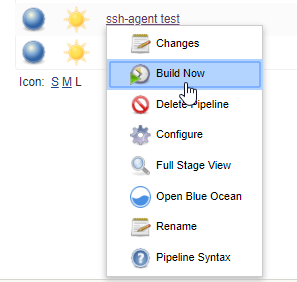 ssh-agent test
Changes
Build Now
Delete Pipeline
Icon: S M L
Configure
Full Stage View
Open Blue Ocean
Rename
Pipeline Syntax